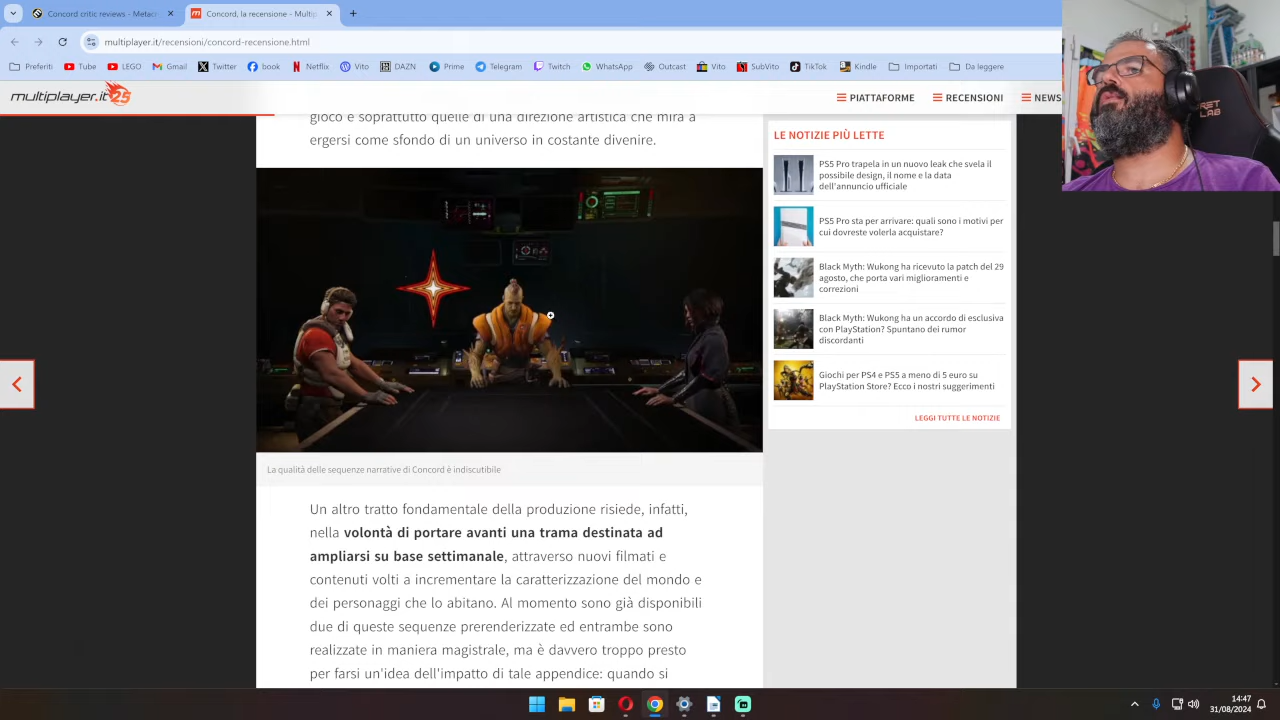 Concord critic reviews - Metac
Concord, la recensione - Multip
multiplayer.it/recensioni/concord-recensione.html
Preferiti
Tube
LEGO
Gmail
Twitter
book
Netflix
Vito
DAZN
Prime
Telegram
Twitch
WhatsApp
Outcast
Vito
SubVito
TikTok
Kindle
Importati
Da leggere
multiplayer.it 25
PIATTAFORME
RECENSIONI
NEWS
gioco e soprattutto quelle di una direzione artistica che mira a
ergersi come sfondo di un universo in costante divenire.
La qualità delle sequenze narrative di Concord è indiscutibile
Un altro tratto fondamentale della produzione risiede, infatti,
nella volontà di portare avanti una trama destinata ad
ampliarsi su base settimanale, attraverso nuovi filmati e
contenuti volti a incrementare la caratterizzazione del mondo e
dei personaggi che lo abitano. Al momento sono già disponibili
due di queste sequenze prerenderizzate ed entrambe sono
realizzate in maniera magistrale, ma è davvero troppo presto
per farsi un'idea dell'impatto di tale appendice: quando si
LE NOTIZIE PIÙ LETTE
PS5 Pro trapela in un nuovo leak che svela il
possibile design, il nome e la data
dell'annuncio ufficiale
PS5 Pro sta per arrivare: quali sono i motivi per
cui dovreste volerla acquistare?
Black Myth: Wukong ha ricevuto la patch del 29
agosto, che porta vari miglioramenti e
correzioni
Black Myth: Wukong ha un accordo di esclusiva
con PlayStation? Spuntano dei rumor
discordanti
Giochi per PS4 e PS5 a meno di 5 euro su
PlayStation Store? Ecco i nostri suggerimenti
LEGGI TUTTE LE NOTIZIE
14:47
31/08/2024